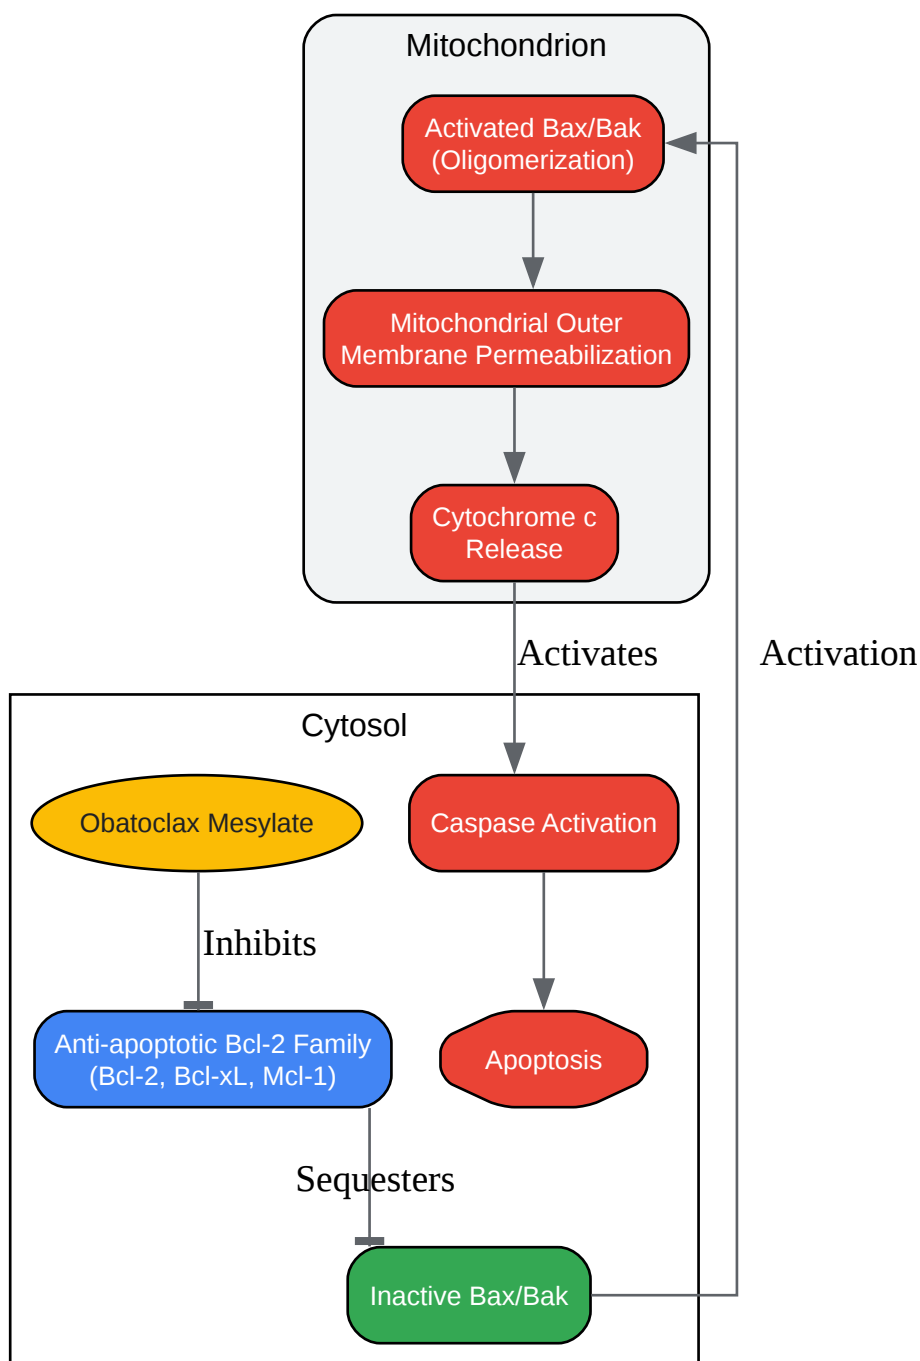 Mitochondrion
Activated Bax/Bak
(Oligomerization)
Mitochondrial Outer
Membrane Permeabilization
Cytochrome c
Release
Activates
Activation
Cytosol
Obatoclax Mesylate
Caspase Activation
Inhibits
Anti-apoptotic Bcl-2 Family
(Bcl-2, Bcl-xL, Mcl-1)
Apoptosis
Sequesters
Inactive Bax/Bak